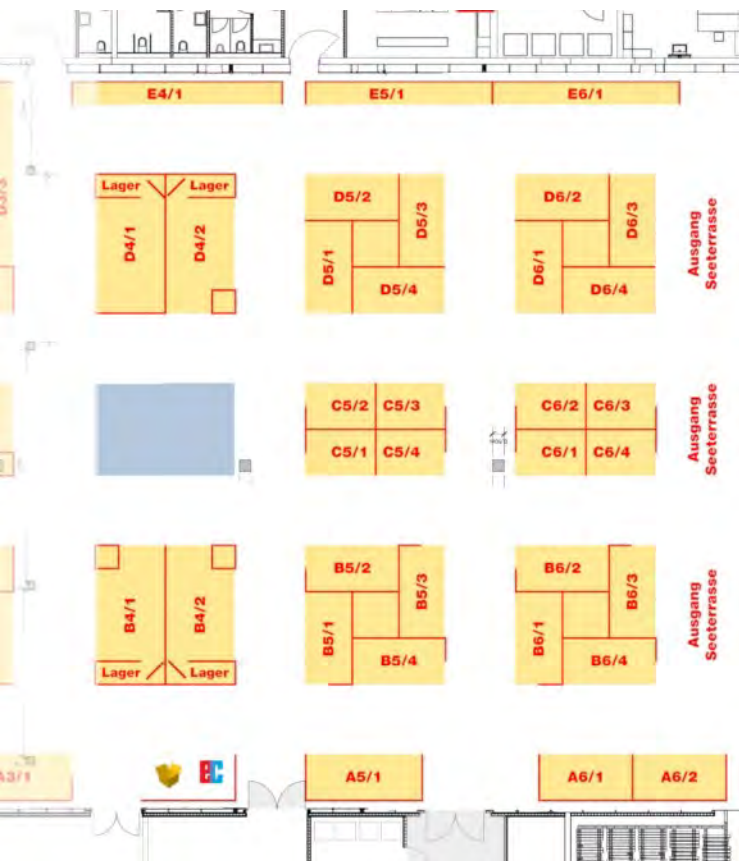 E4/1
E5/1
E6/1
Lager
Lager
D4/1
D4/2
D5/2
D5/3
D5/1
D5/4
D6/2
D6/3
D6/1
D6/4
Ausgang
Seeterrasse
D3/3
C5/2
C5/3
C5/1
C5/4
C6/2
C6/3
C6/1
C6/4
Ausgang
Seeterrasse
B4/1
B4/2
Lager
Lager
B5/2
B5/3
B5/1
B5/4
B6/2
B6/3
B6/1
B6/4
Ausgang
Seeterrasse
A3/1
EC
A5/1
A6/1
A6/2